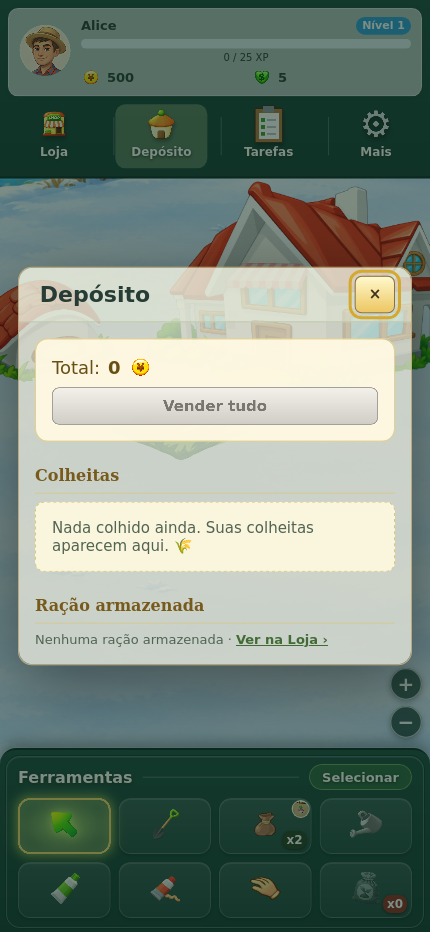 Alice
Nível 1
0 / 25 XP
500
5
Loja
Depósito
Tarefas
Mais
Depósito
×
Total: 0
Vender tudo
Colheitas
Nada colhido ainda. Suas colheitas
aparecem aqui.
Ração armazenada
Nenhuma ração armazenada · Ver na Loja ›
+
−
Ferramentas
Selecionar
x2
x0